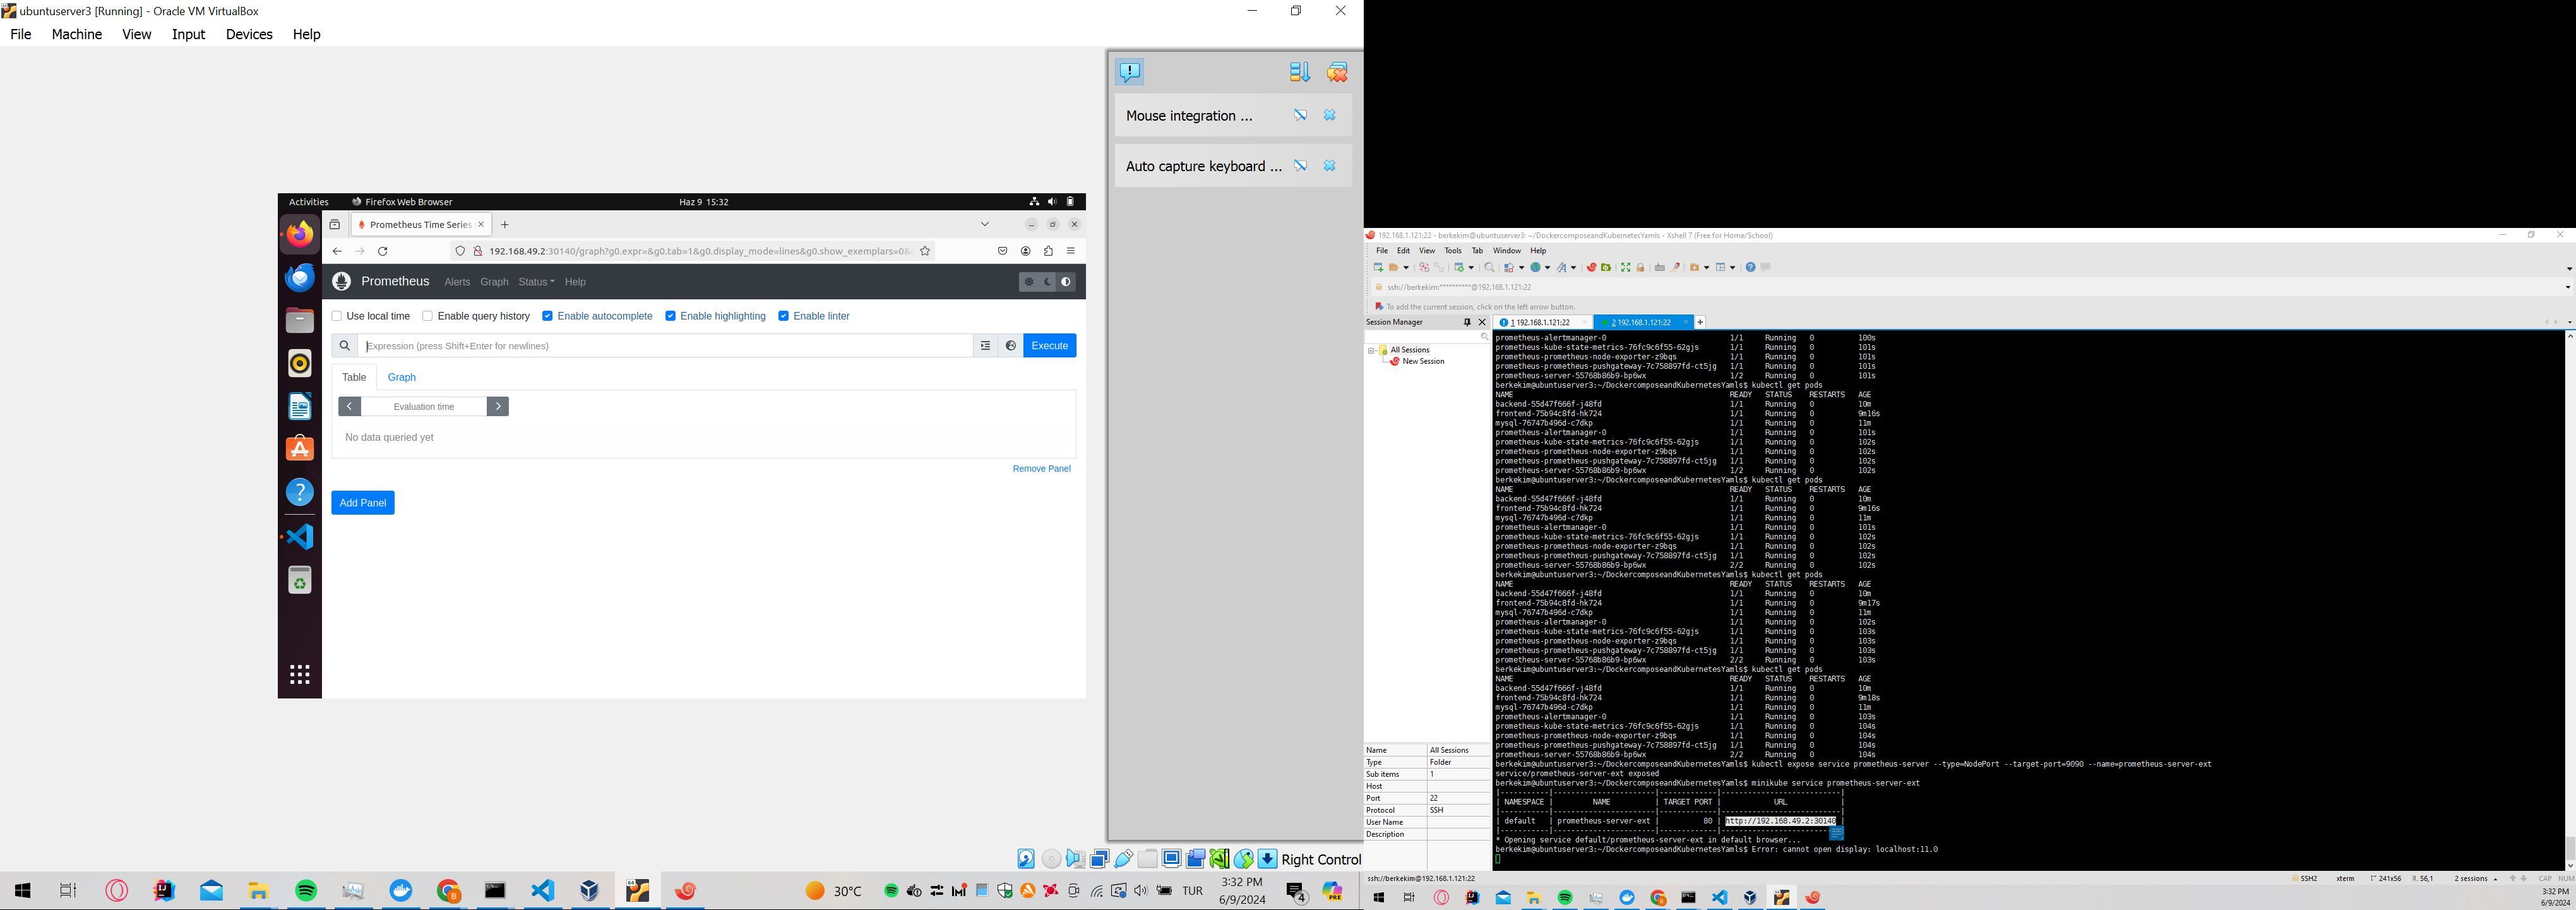 ubuntuserver3 [Running] - Oracle VM VirtualBox
File Machine View Input Devices Help
Mouse integration ...
Auto capture keyboard ...
Activities Firefox Web Browser Haz 9 15:32
Prometheus Time Series
192.168.49.2:30140/graph?g0.expr=&g0.tab=1&g0.display_mode=lines&g0.show_exemplars=0&
Prometheus Alerts Graph Status Help
Use local time Enable query history Enable autocomplete Enable highlighting Enable linter
Expression (press Shift+Enter for newlines) Execute
Table Graph
Evaluation time
No data queried yet
Remove Panel
Add Panel
Right Control
30°C TUR 3:32 PM
6/9/2024 4 PRE
192.168.1.121:22 - berkekim@ubuntuserver3: ~/DockercomposeandKubernetesYamls - Xshell 7 (Free for Home/School)
File Edit View Tools Tab Window Help
ssh://berkekim:**********@192.168.1.121:22
To add the current session, click on the left arrow button.
Session Manager
1 192.168.1.121:22
2 192.168.1.121:22
All Sessions
New Session
Name All Sessions
Type Folder
Sub items 1
Host
Port 22
Protocol SSH
User Name
Description
prometheus-alertmanager-0 1/1 Running 0 100s
prometheus-kube-state-metrics-76fc9c6f55-62gjs 1/1 Running 0 101s
prometheus-prometheus-node-exporter-z9bqs 1/1 Running 0 101s
prometheus-prometheus-pushgateway-7c758897fd-ct5jg 1/1 Running 0 101s
prometheus-server-55768b86b9-bp6wx 1/2 Running 0 101s
berkekim@ubuntuserver3:~/DockercomposeandKubernetesYamls$ kubectl get pods
NAME READY STATUS RESTARTS AGE
backend-55d47f666f-j48fd 1/1 Running 0 10m
frontend-75b94c8fd-hk724 1/1 Running 0 9m16s
mysql-76747b496d-c7dkp 1/1 Running 0 11m
prometheus-alertmanager-0 1/1 Running 0 101s
prometheus-kube-state-metrics-76fc9c6f55-62gjs 1/1 Running 0 102s
prometheus-prometheus-node-exporter-z9bqs 1/1 Running 0 102s
prometheus-prometheus-pushgateway-7c758897fd-ct5jg 1/1 Running 0 102s
prometheus-server-55768b86b9-bp6wx 1/2 Running 0 102s
berkekim@ubuntuserver3:~/DockercomposeandKubernetesYamls$ kubectl get pods
NAME READY STATUS RESTARTS AGE
backend-55d47f666f-j48fd 1/1 Running 0 10m
frontend-75b94c8fd-hk724 1/1 Running 0 9m16s
mysql-76747b496d-c7dkp 1/1 Running 0 11m
prometheus-alertmanager-0 1/1 Running 0 101s
prometheus-kube-state-metrics-76fc9c6f55-62gjs 1/1 Running 0 102s
prometheus-prometheus-node-exporter-z9bqs 1/1 Running 0 102s
prometheus-prometheus-pushgateway-7c758897fd-ct5jg 1/1 Running 0 102s
prometheus-server-55768b86b9-bp6wx 2/2 Running 0 102s
berkekim@ubuntuserver3:~/DockercomposeandKubernetesYamls$ kubectl get pods
NAME READY STATUS RESTARTS AGE
backend-55d47f666f-j48fd 1/1 Running 0 10m
frontend-75b94c8fd-hk724 1/1 Running 0 9m17s
mysql-76747b496d-c7dkp 1/1 Running 0 11m
prometheus-alertmanager-0 1/1 Running 0 102s
prometheus-kube-state-metrics-76fc9c6f55-62gjs 1/1 Running 0 103s
prometheus-prometheus-node-exporter-z9bqs 1/1 Running 0 103s
prometheus-prometheus-pushgateway-7c758897fd-ct5jg 1/1 Running 0 103s
prometheus-server-55768b86b9-bp6wx 2/2 Running 0 103s
berkekim@ubuntuserver3:~/DockercomposeandKubernetesYamls$ kubectl get pods
NAME READY STATUS RESTARTS AGE
backend-55d47f666f-j48fd 1/1 Running 0 10m
frontend-75b94c8fd-hk724 1/1 Running 0 9m18s
mysql-76747b496d-c7dkp 1/1 Running 0 11m
prometheus-alertmanager-0 1/1 Running 0 103s
prometheus-kube-state-metrics-76fc9c6f55-62gjs 1/1 Running 0 104s
prometheus-prometheus-node-exporter-z9bqs 1/1 Running 0 104s
prometheus-prometheus-pushgateway-7c758897fd-ct5jg 1/1 Running 0 104s
prometheus-server-55768b86b9-bp6wx 2/2 Running 0 104s
berkekim@ubuntuserver3:~/DockercomposeandKubernetesYamls$ kubectl expose service prometheus-server --type=NodePort --target-port=9090 --name=prometheus-server-ext
service/prometheus-server-ext exposed
berkekim@ubuntuserver3:~/DockercomposeandKubernetesYamls$ minikube service prometheus-server-ext
|-----------|-----------------------|-------------|---------------------------|
| NAMESPACE | NAME | TARGET PORT | URL |
|-----------|-----------------------|-------------|---------------------------|
| default | prometheus-server-ext | 80 | http://192.168.49.2:30140 |
|-----------|-----------------------|-------------|---------------------------|
* Opening service default/prometheus-server-ext in default browser...
berkekim@ubuntuserver3:~/DockercomposeandKubernetesYamls$ Error: cannot open display: localhost:11.0
ssh://berkekim@192.168.1.121:22 SSH2 xterm 241x56 56,1 2 sessions CAP NUM
3:32 PM
6/9/2024